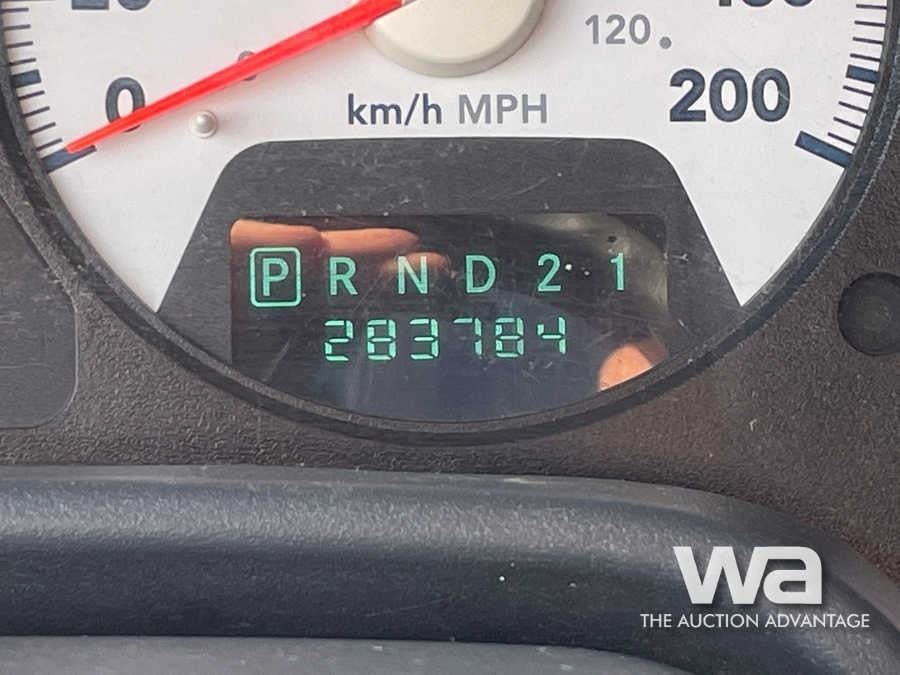 0
120
km/h MPH
200
P R N D 2 1
283784
wa
THE AUCTION ADVANTAGE